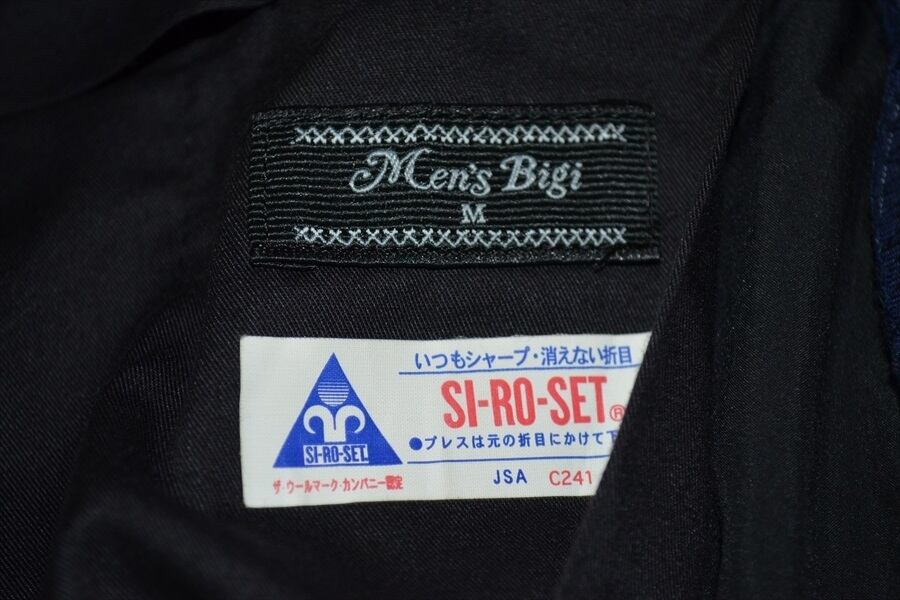 Men's Bigi
M
いつもシャープ・消えない折目
SI-RO-SET®
●プレスは元の折目にかけて下
SI-RO-SET.
ザ・ウールマーク・カンパニー認定
JSA C241